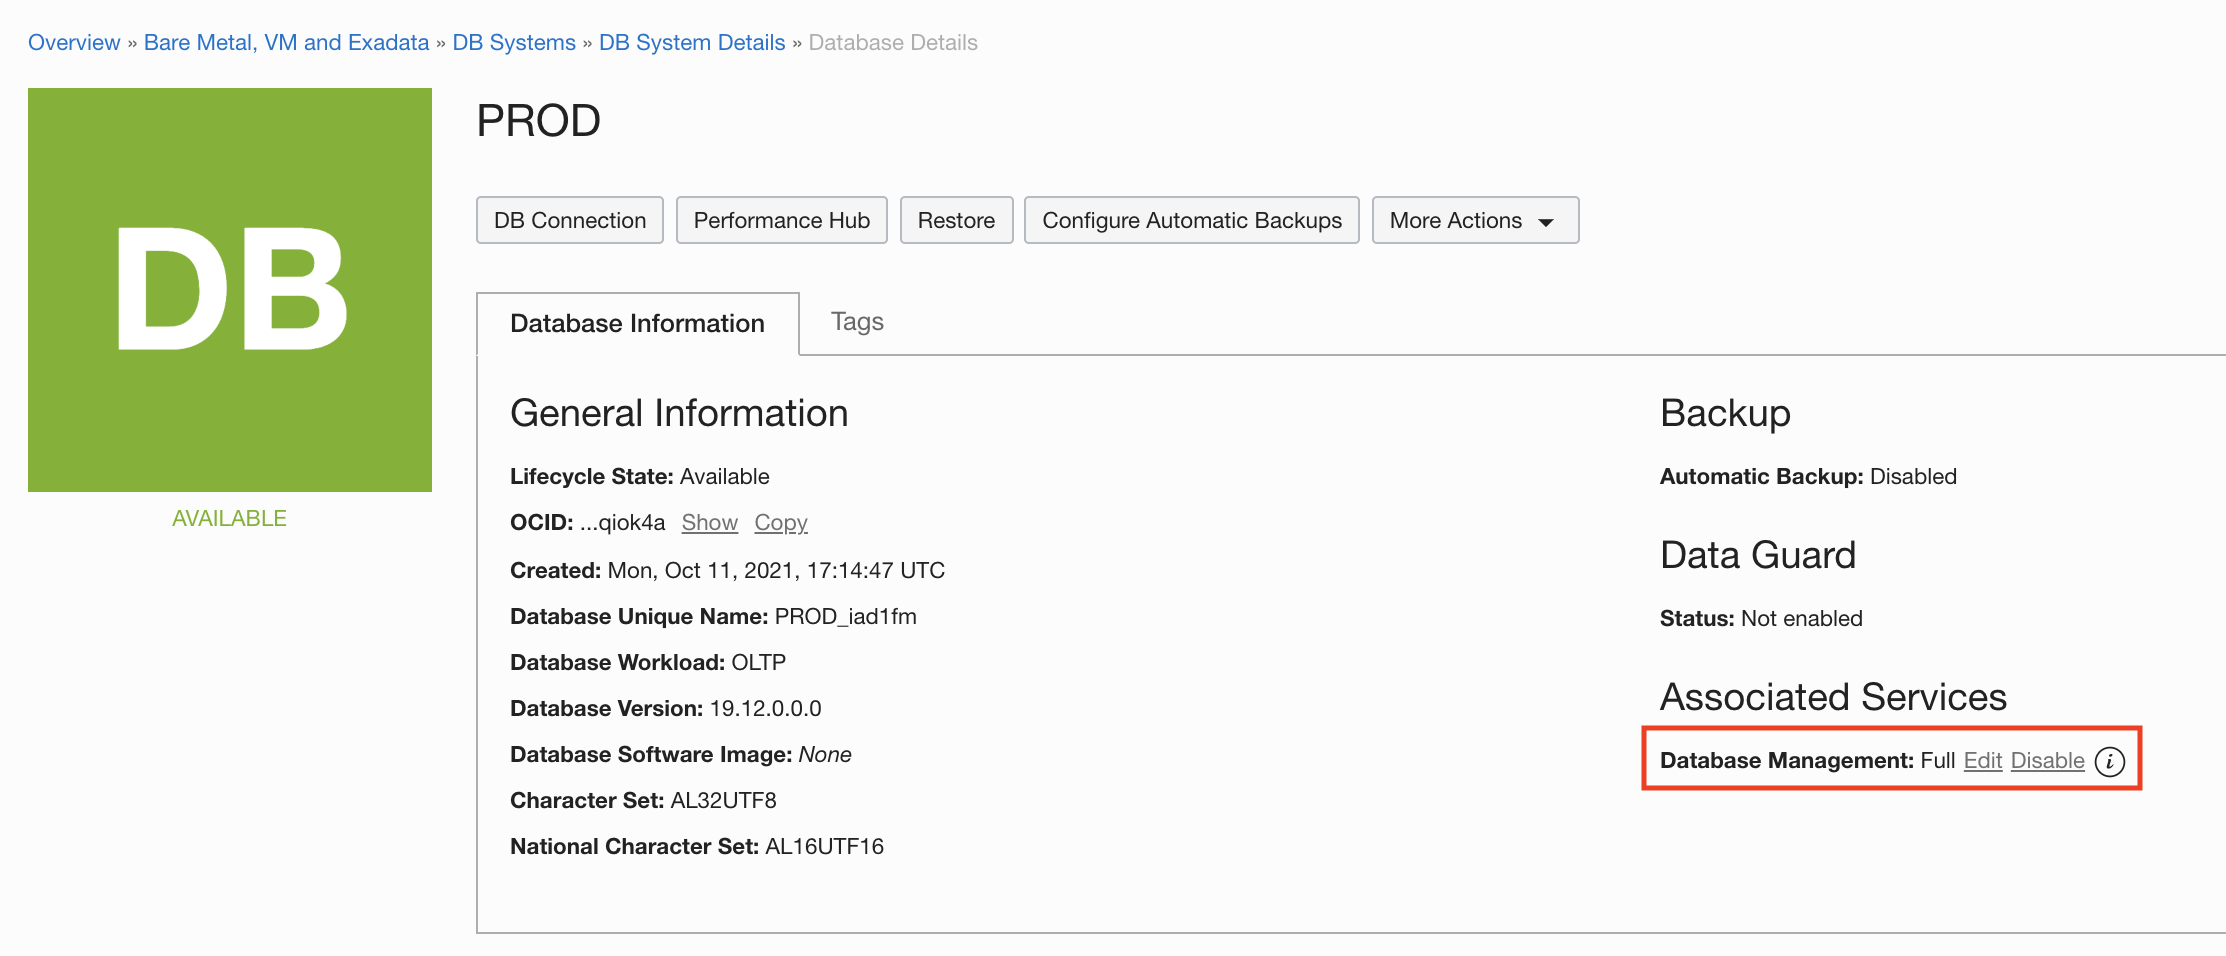 Overview » Bare Metal, VM and Exadata » DB Systems » DB System Details » Database Details
DB
AVAILABLE
PROD
DB Connection
Performance Hub
Restore
Configure Automatic Backups
More Actions
Database Information
Tags
General Information
Lifecycle State: Available
OCID: ...qiok4a Show Copy
Created: Mon, Oct 11, 2021, 17:14:47 UTC
Database Unique Name: PROD_iad1fm
Database Workload: OLTP
Database Version: 19.12.0.0.0
Database Software Image: None
Character Set: AL32UTF8
National Character Set: AL16UTF16
Backup
Automatic Backup: Disabled
Data Guard
Status: Not enabled
Associated Services
Database Management: Full Edit Disable i